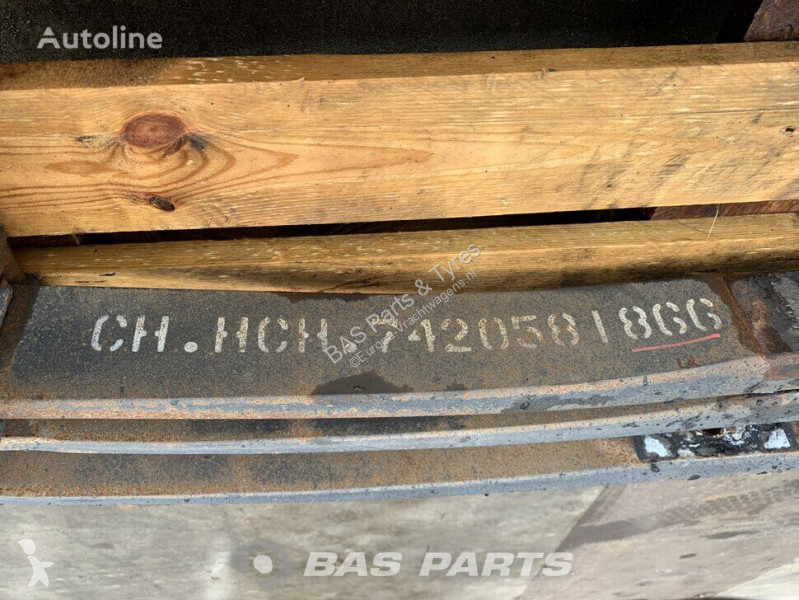 Autoline
BAS Parts & Tyres
CH.HCH 7420581866
BAS PARTS